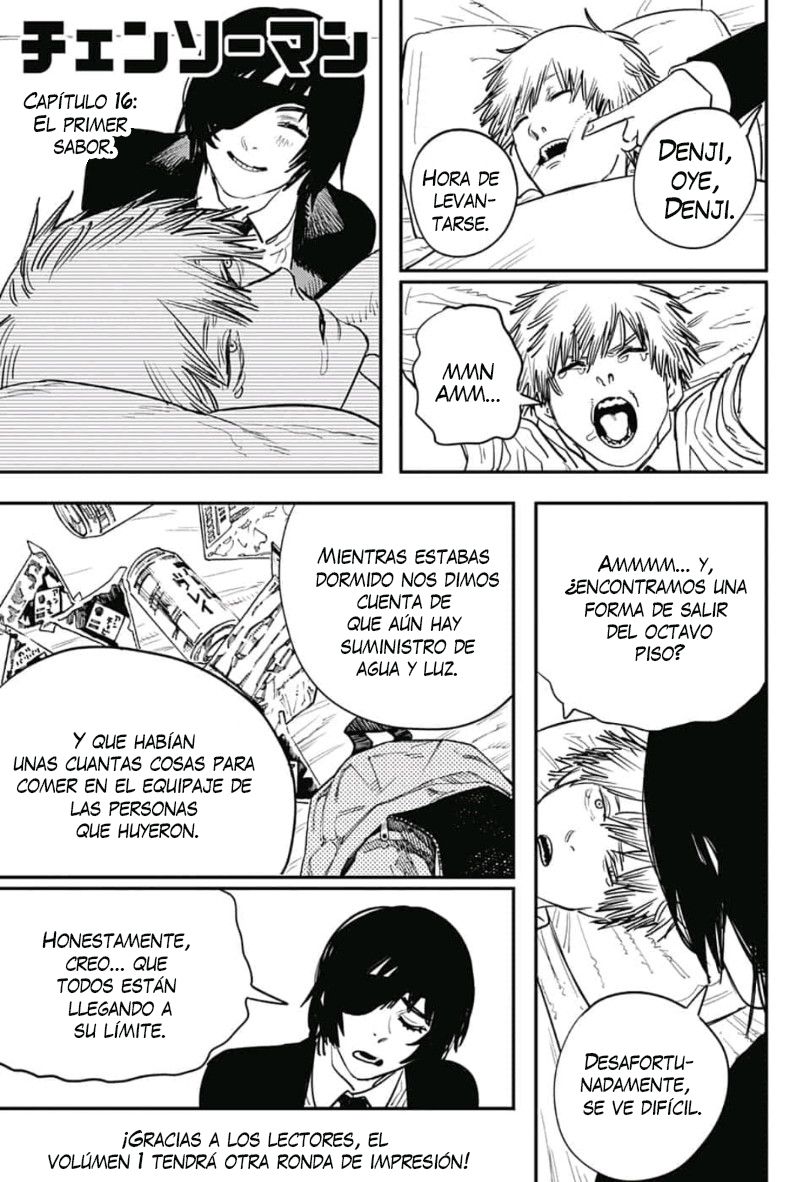 チェンソーマン
Capítulo 16:
El primer
sabor.
Denji,
oye,
Denji.
Hora de
levan-
tarse.
Mmn
amm...
Ammmm... y,
¿encontramos una
forma de salir
del octavo
piso?
Desafortu-
nadamente,
se ve difícil.
Mientras estabas
dormido nos dimos
cuenta de
que aún hay
suministro de
agua y luz.
Y que habían
unas cuantas cosas para
comer en el equipaje de
las personas
que huyeron.
Honestamente,
creo... que
todos están
llegando a
su límite.
¡Gracias a los lectores, el
volúmen 1 tendrá otra ronda de impresión!